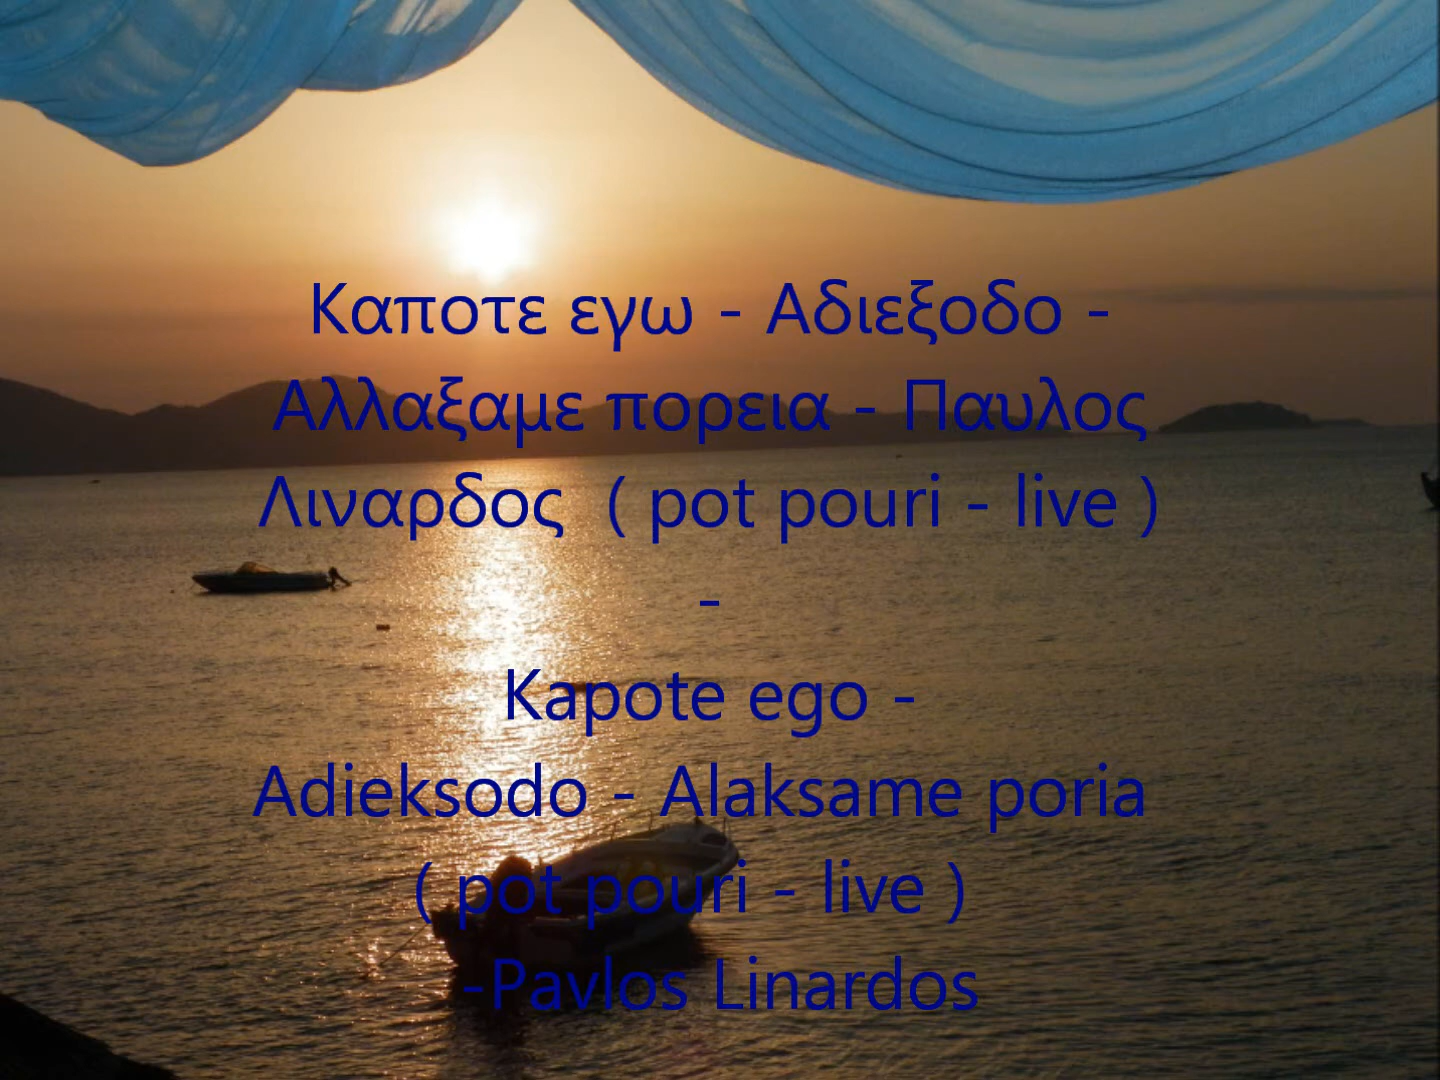 Καποτε εγω - Αδιεξοδο -
Αλλαξαμε πορεια - Παυλος
Λιναρδος  ( pot pouri - live )
-
Kapote ego -
Adieksodo - Alaksame poria
( pot pouri - live )
-Pavlos Linardos